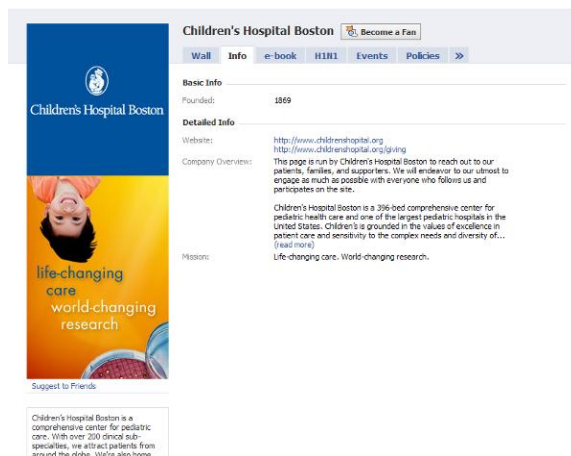 Children's Hospital Boston
Become a Fan
Wall Info e-book H1N1 Events Policies »
Children's Hospital Boston
life-changing
care
world-changing
research
Suggest to Friends
Children's Hospital Boston is a
comprehensive center for pediatric
care. With over 200 clinical sub-
specialties, we attract patients from
around the globe. We're also home
Basic Info
Founded: 1869
Detailed Info
Website: http://www.childrenshospital.org
http://www.childrenshospital.org/giving
Company Overview: This page is run by Children's Hospital Boston to reach out to our
patients, families, and supporters. We will endeavor to our utmost to
engage as much as possible with everyone who follows us and
participates on the site.
Children's Hospital Boston is a 396-bed comprehensive center for
pediatric health care and one of the largest pediatric hospitals in the
United States. Children's is grounded in the values of excellence in
patient care and sensitivity to the complex needs and diversity of...
(read more)
Mission: Life-changing care. World-changing research.